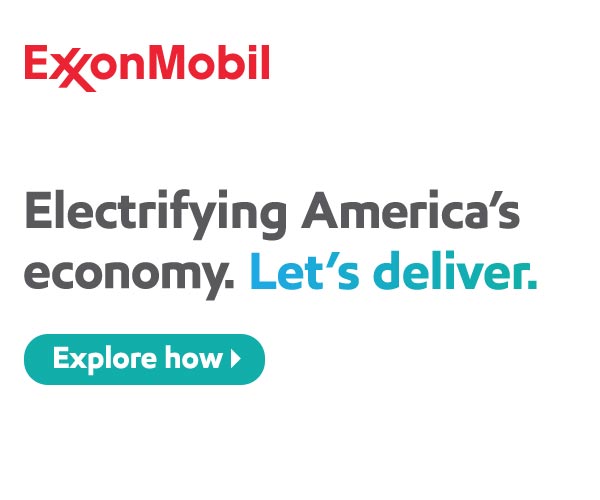 ExxonMobil
Electrifying America’s
economy. Let’s deliver.
Explore how